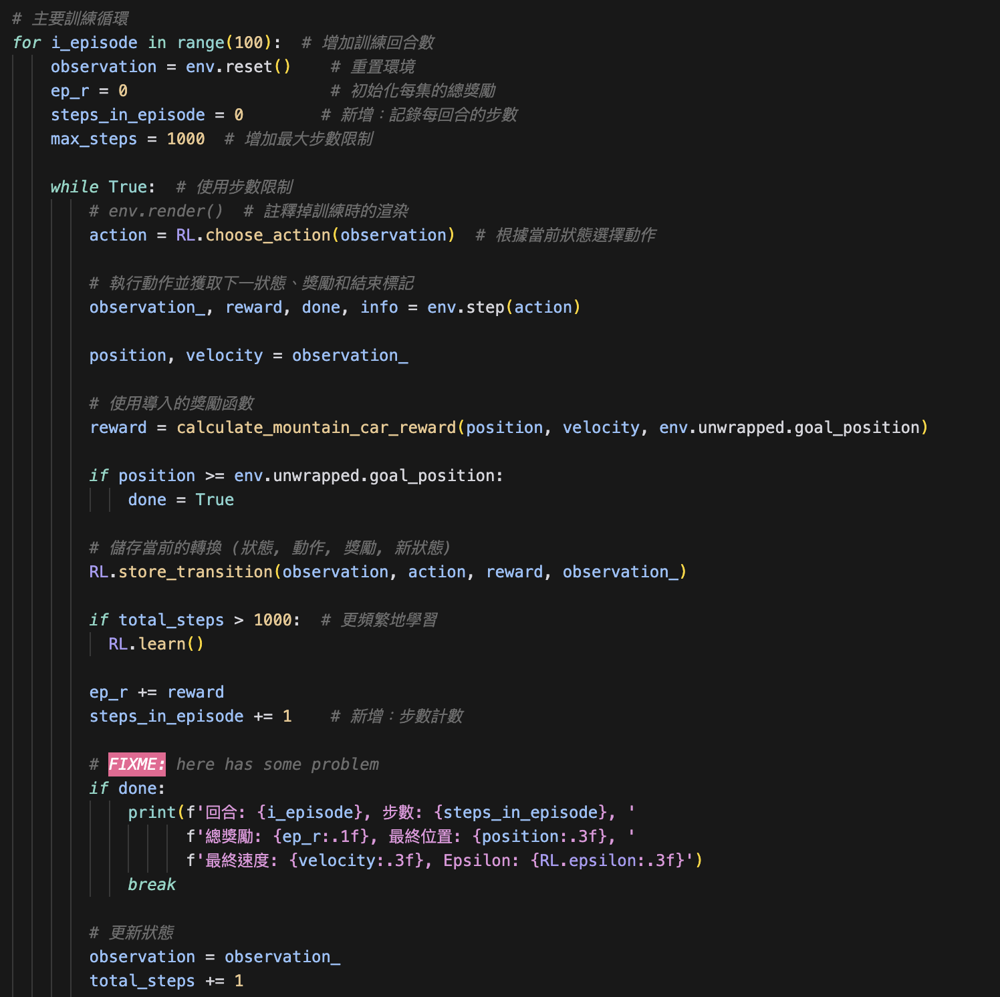 # 主要訓練循環
for i_episode in range(100):  # 增加訓練回合數
    observation = env.reset()    # 重置環境
    ep_r = 0                     # 初始化每集的總獎勵
    steps_in_episode = 0        # 新增：記錄每回合的步數
    max_steps = 1000  # 增加最大步數限制
    while True:  # 使用步數限制
        # env.render()  # 註釋掉訓練時的渲染
        action = RL.choose_action(observation)  # 根據當前狀態選擇動作
        # 執行動作並獲取下一狀態、獎勵和結束標記
        observation_, reward, done, info = env.step(action)
        position, velocity = observation_
        # 使用導入的獎勵函數
        reward = calculate_mountain_car_reward(position, velocity, env.unwrapped.goal_position)
        if position >= env.unwrapped.goal_position:
            done = True
        # 儲存當前的轉換 (狀態, 動作, 獎勵, 新狀態)
        RL.store_transition(observation, action, reward, observation_)
        if total_steps > 1000:  # 更頻繁地學習
          RL.learn()
        ep_r += reward
        steps_in_episode += 1    # 新增：步數計數
        # FIXME: here has some problem
        if done:
            print(f'回合: {i_episode}, 步數: {steps_in_episode}, '
                  f'總獎勵: {ep_r:.1f}, 最終位置: {position:.3f}, '
                  f'最終速度: {velocity:.3f}, Epsilon: {RL.epsilon:.3f}')
            break
        # 更新狀態
        observation = observation_
        total_steps += 1